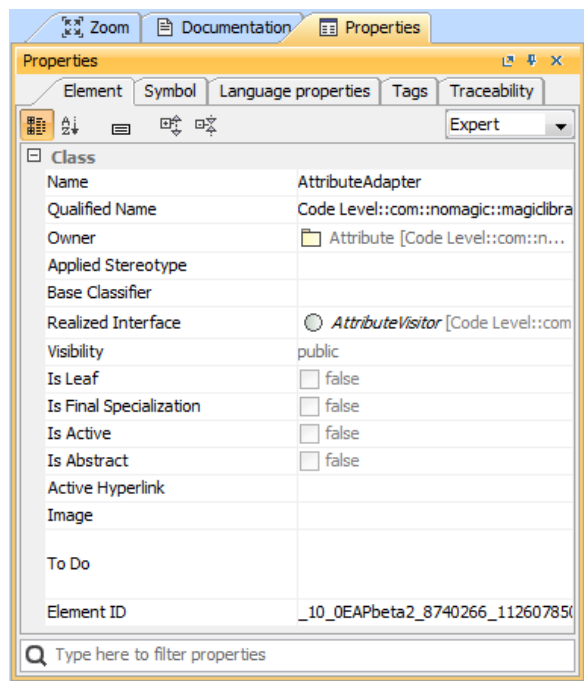 Zoom Documentation Properties
Properties
Element Symbol Language properties Tags Traceability
Expert
Class
Name AttributeAdapter
Qualified Name Code Level::com::nomagic::magiclibra
Owner Attribute [Code Level::com::n...
Applied Stereotype
Base Classifier
Realized Interface AttributeVisitor [Code Level::com
Visibility public
Is Leaf false
Is Final Specialization false
Is Active false
Is Abstract false
Active Hyperlink
Image
To Do
Element ID _10_0EAPbeta2_8740266_112607850
Type here to filter properties